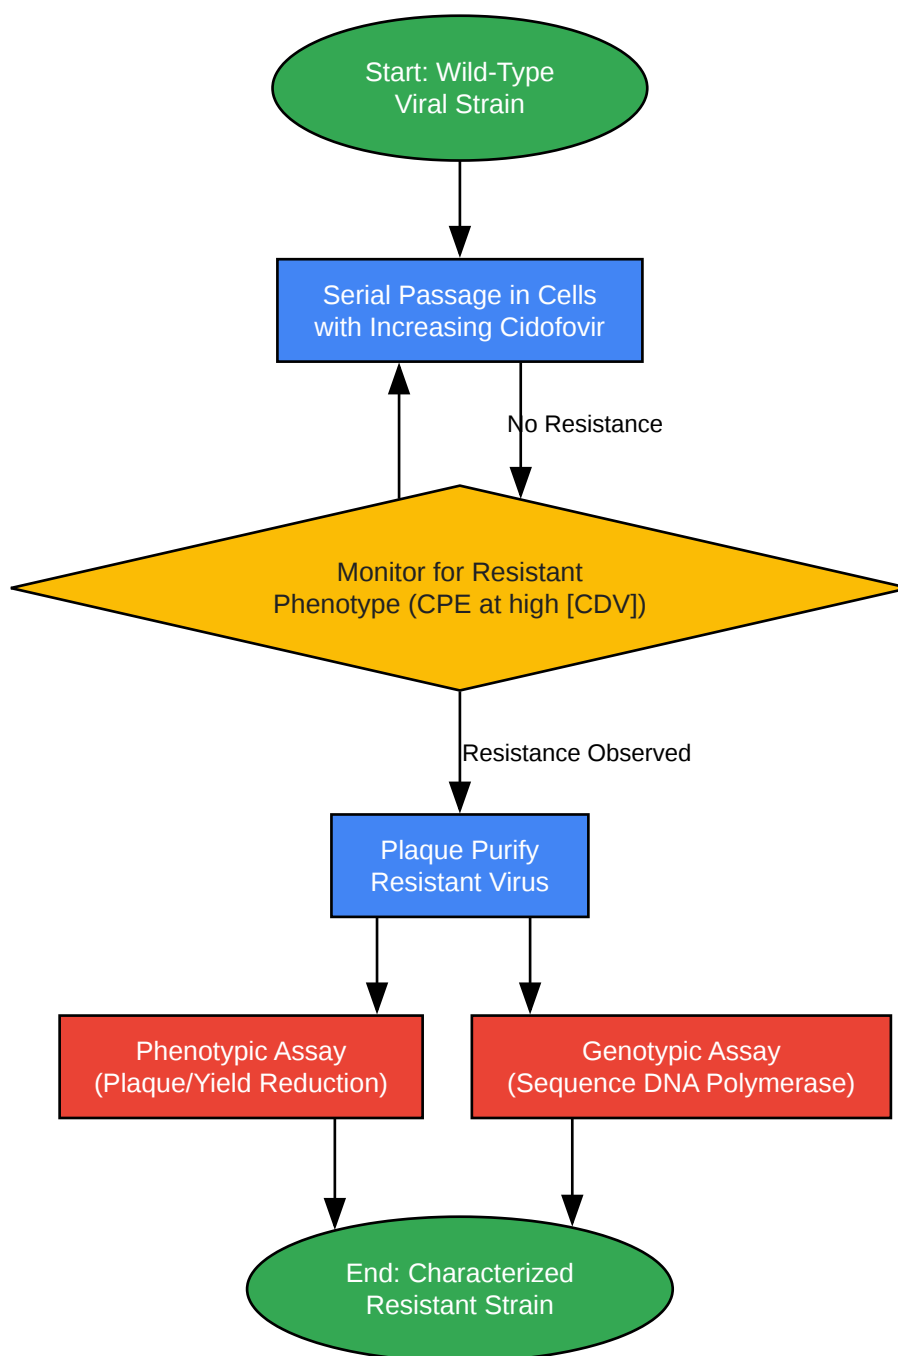 Start: Wild-Type
Viral Strain
Serial Passage in Cells
with Increasing Cidofovir
No Resistance
Monitor for Resistant
Phenotype (CPE at high [CDV])
Resistance Observed
Plaque Purify
Resistant Virus
Phenotypic Assay
(Plaque/Yield Reduction)
Genotypic Assay
(Sequence DNA Polymerase)
End: Characterized
Resistant Strain